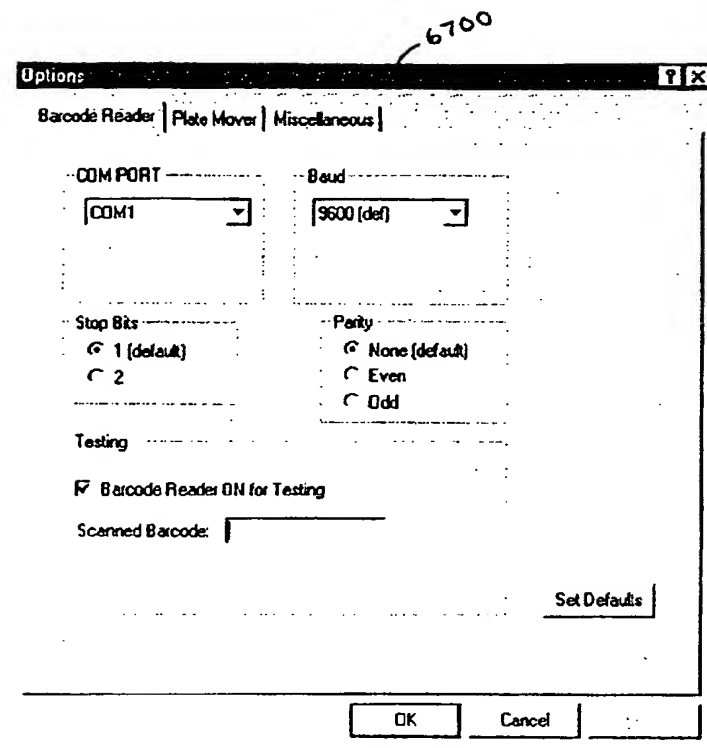 6700
Options
Barcode Reader Plate Mover Miscellaneous
COM PORT Baud
COM1 9600 (def)
Stop Bits Parity
1 (default) None (default)
2 Even
Odd
Testing
Barcode Reader ON for Testing
Scanned Barcode:
Set Defaults
OK Cancel